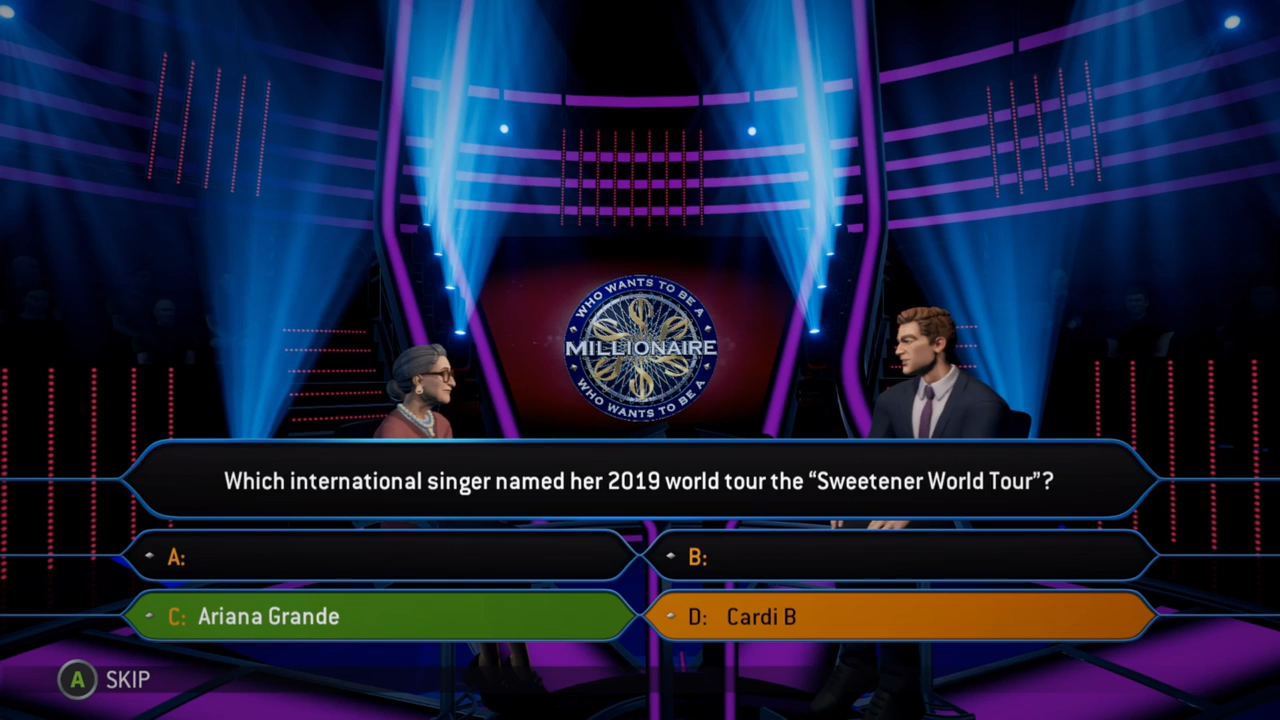 WHO WANTS TO BE A
MILLIONAIRE
WHO WANTS TO BE A
Which international singer named her 2019 world tour the “Sweetener World Tour”?
A:
B:
C: Ariana Grande
D: Cardi B
A SKIP